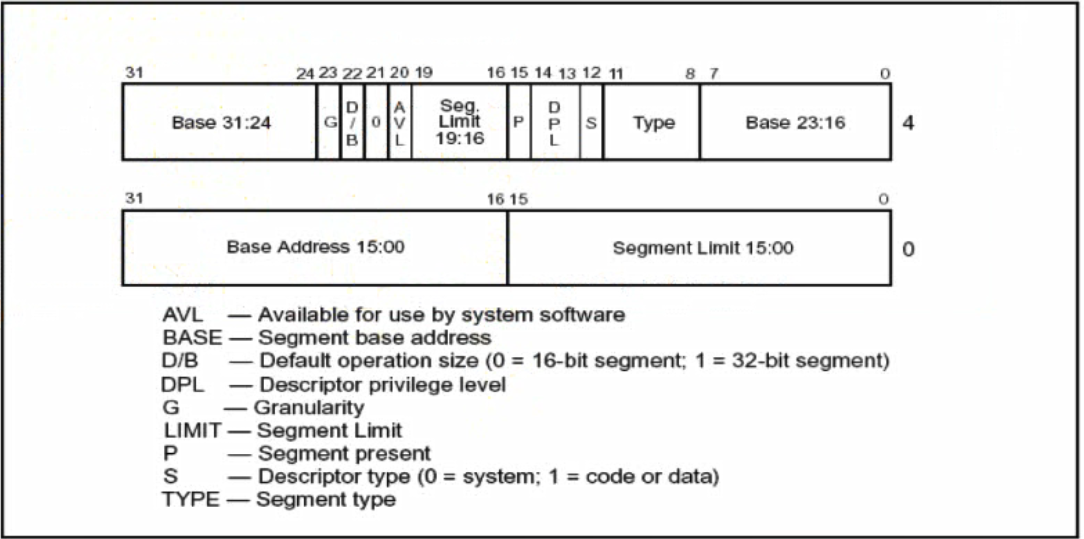 31 24 23 22 21 20 19 16 15 14 13 12 11 8 7 0
Base 31:24 G D/B 0 AVL Seg. Limit 19:16 P DPL S Type Base 23:16 4
31 16 15 0
Base Address 15:00 Segment Limit 15:00 0
AVL — Available for use by system software
BASE — Segment base address
D/B — Default operation size (0 = 16-bit segment; 1 = 32-bit segment)
DPL — Descriptor privilege level
G — Granularity
LIMIT — Segment Limit
P — Segment present
S — Descriptor type (0 = system; 1 = code or data)
TYPE — Segment type